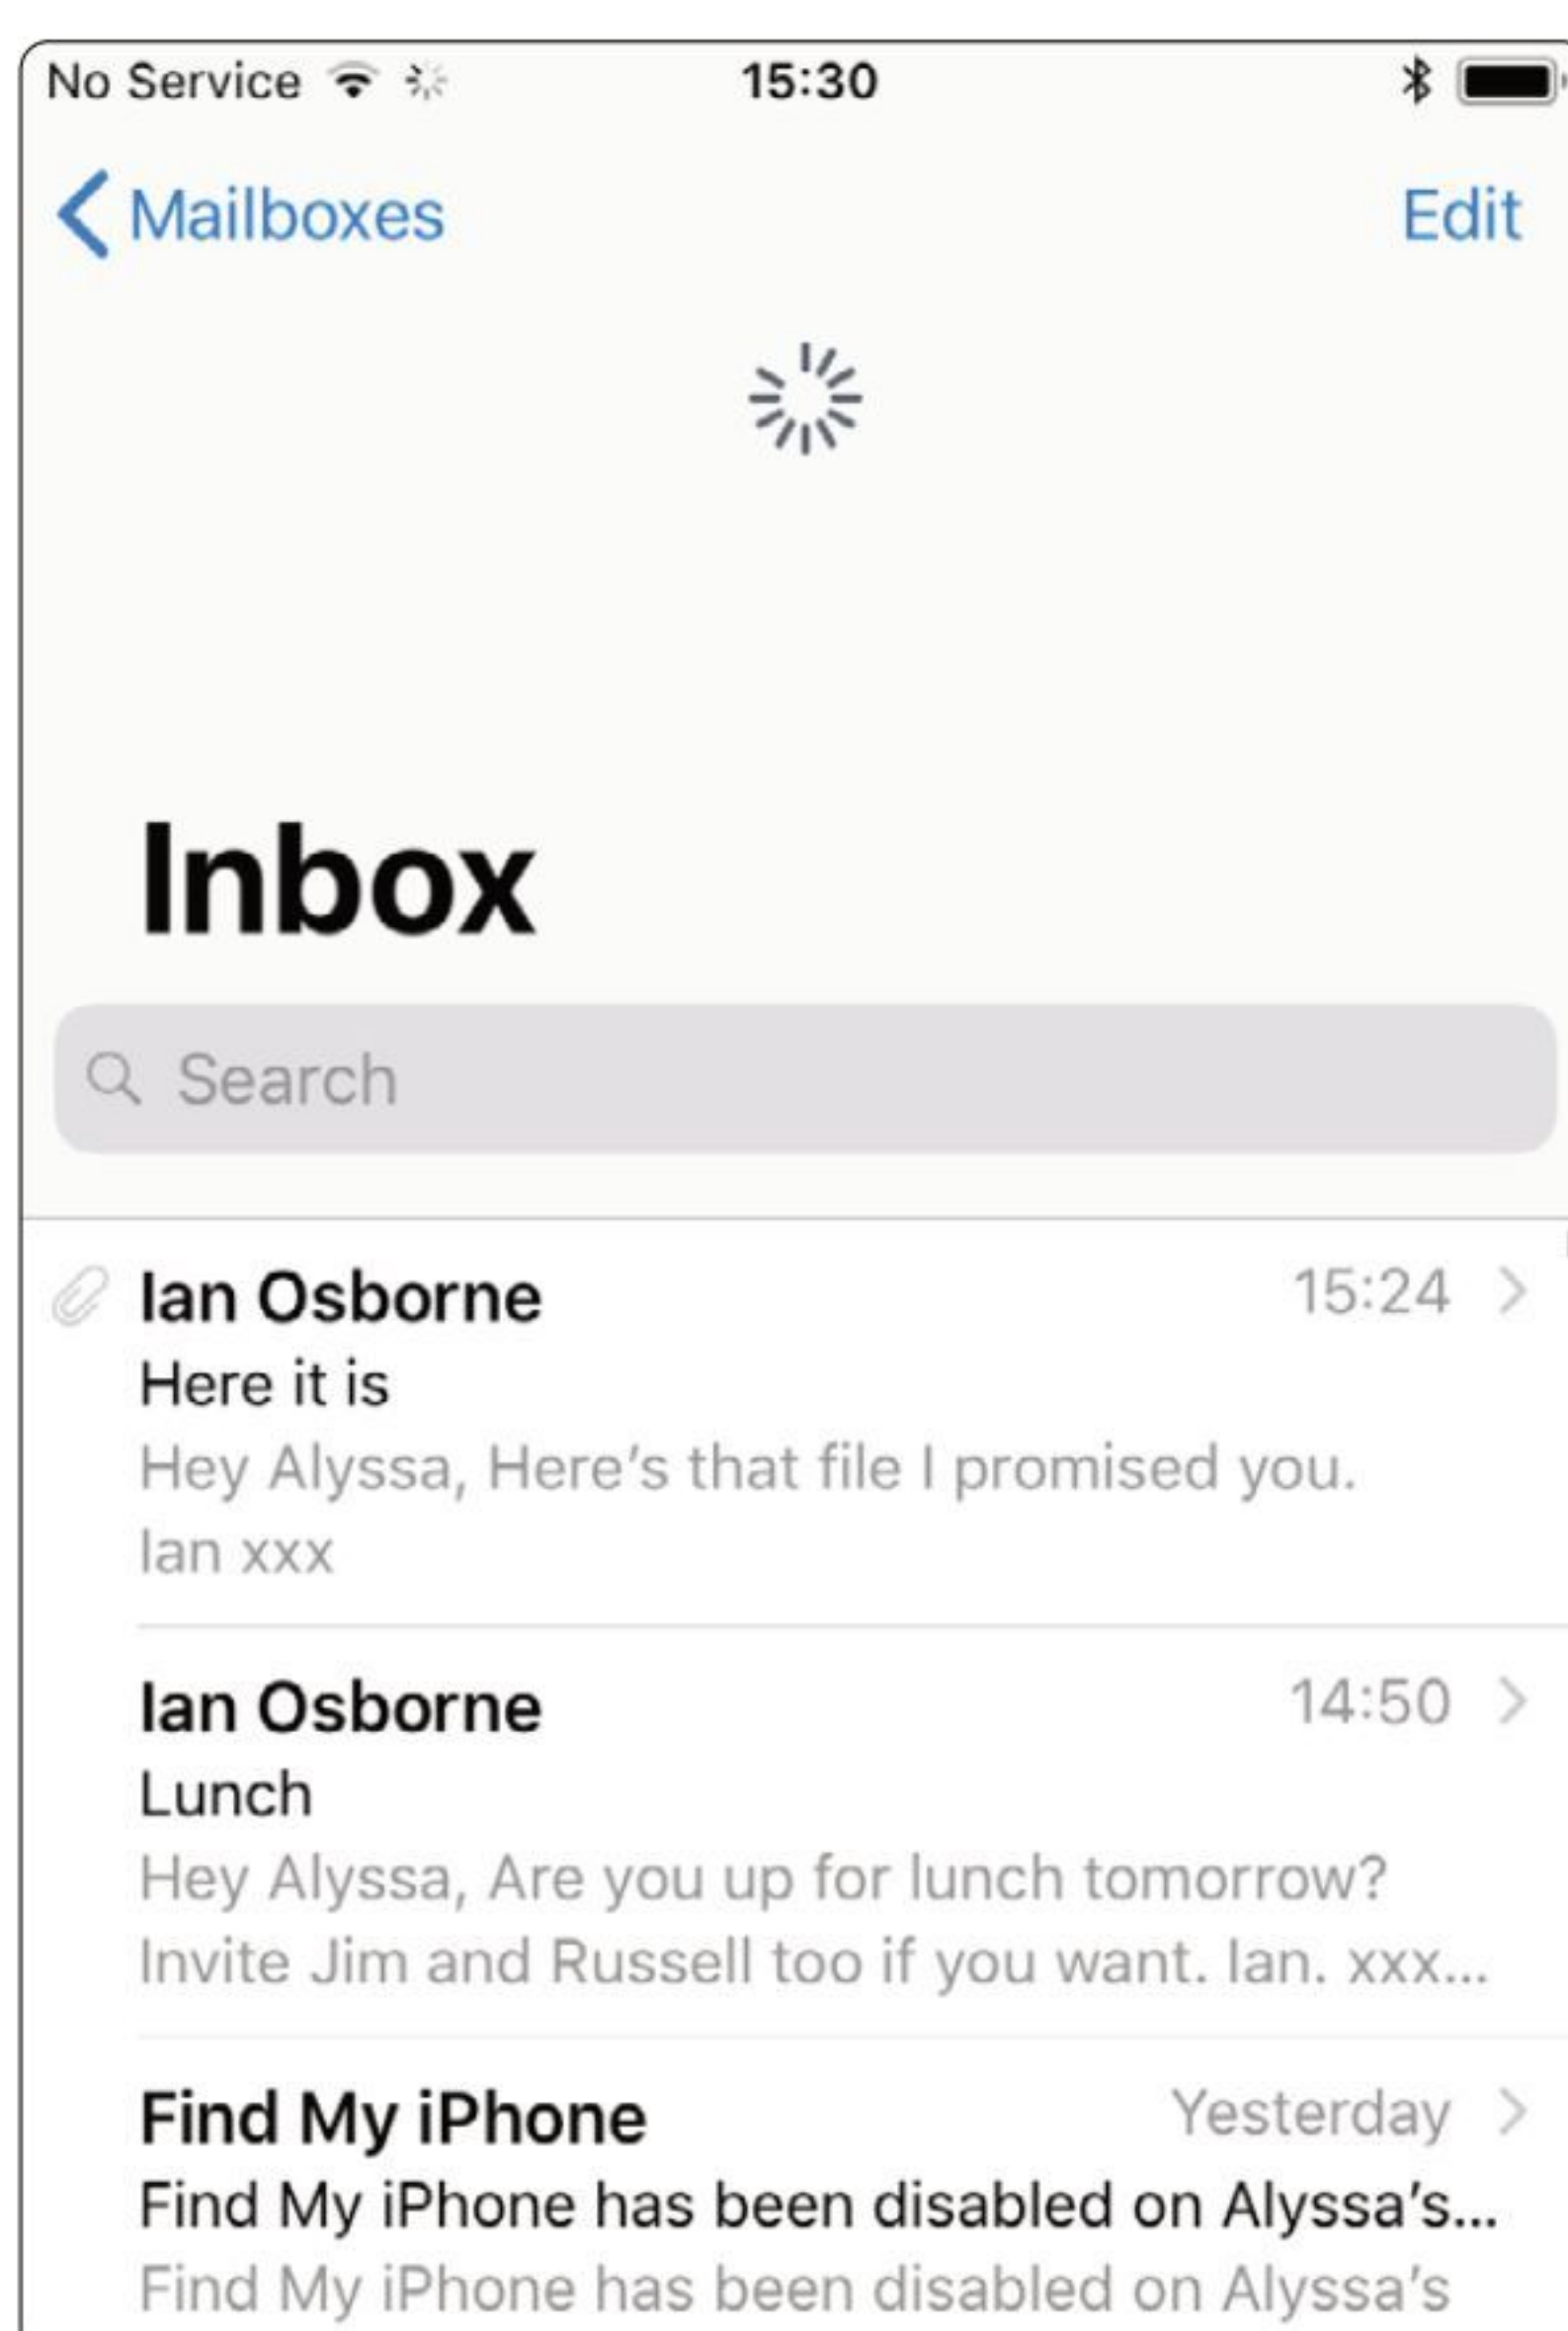 No Service 15:30
Mailboxes Edit
Inbox
Search
Ian Osborne 15:24
Here it is
Hey Alyssa, Here’s that file I promised you.
Ian xxx
Ian Osborne 14:50
Lunch
Hey Alyssa, Are you up for lunch tomorrow?
Invite Jim and Russell too if you want. Ian. xxx...
Find My iPhone Yesterday
Find My iPhone has been disabled on Alyssa’s...
Find My iPhone has been disabled on Alyssa’s